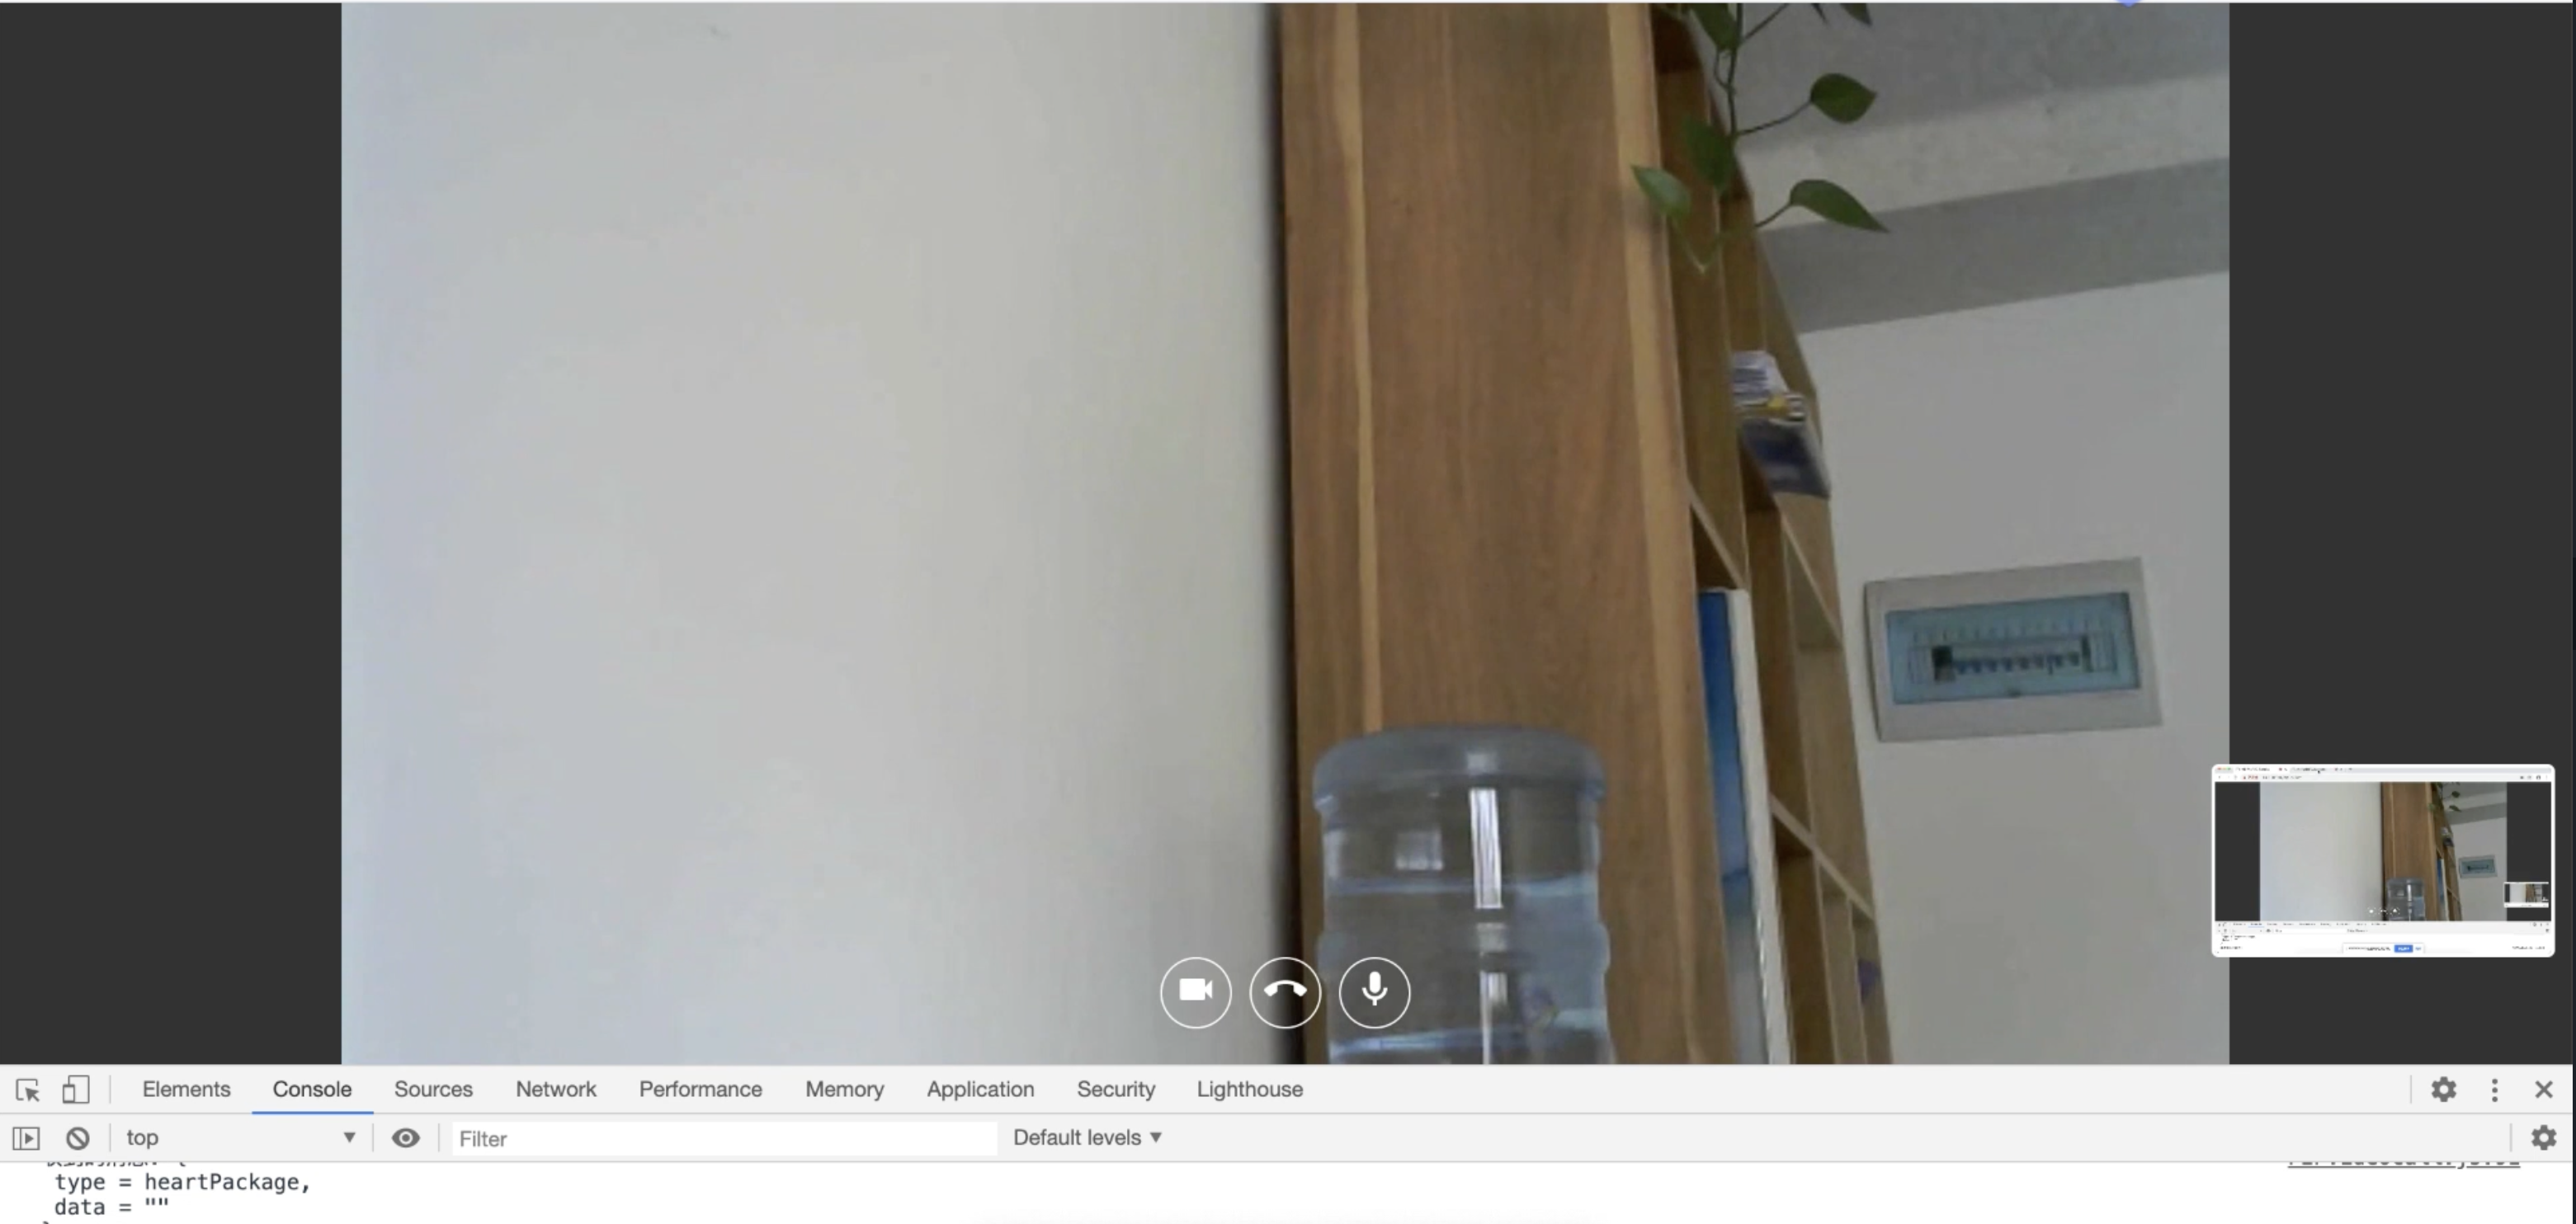 Elements Console Sources Network Performance Memory Application Security Lighthouse
top Filter Default levels
type = heartPackage,
data = ""